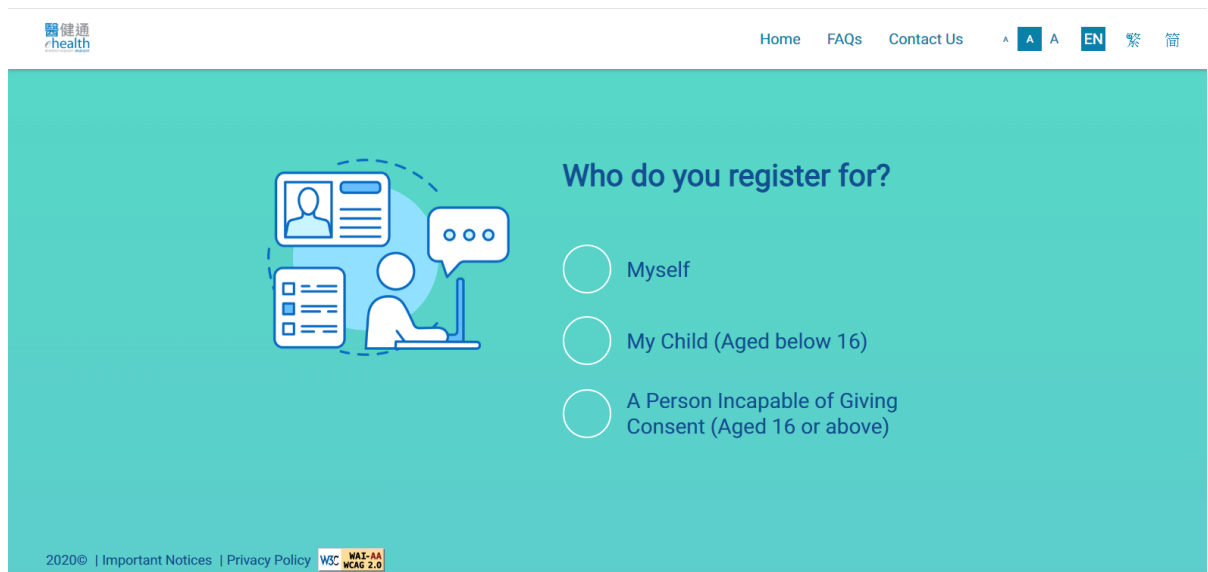 醫健通
ehealth
Home FAQs Contact Us A A A EN 繁 简
Who do you register for?
Myself
My Child (Aged below 16)
A Person Incapable of Giving
Consent (Aged 16 or above)
2020© | Important Notices | Privacy Policy W3C WAI-AA WCAG 2.0